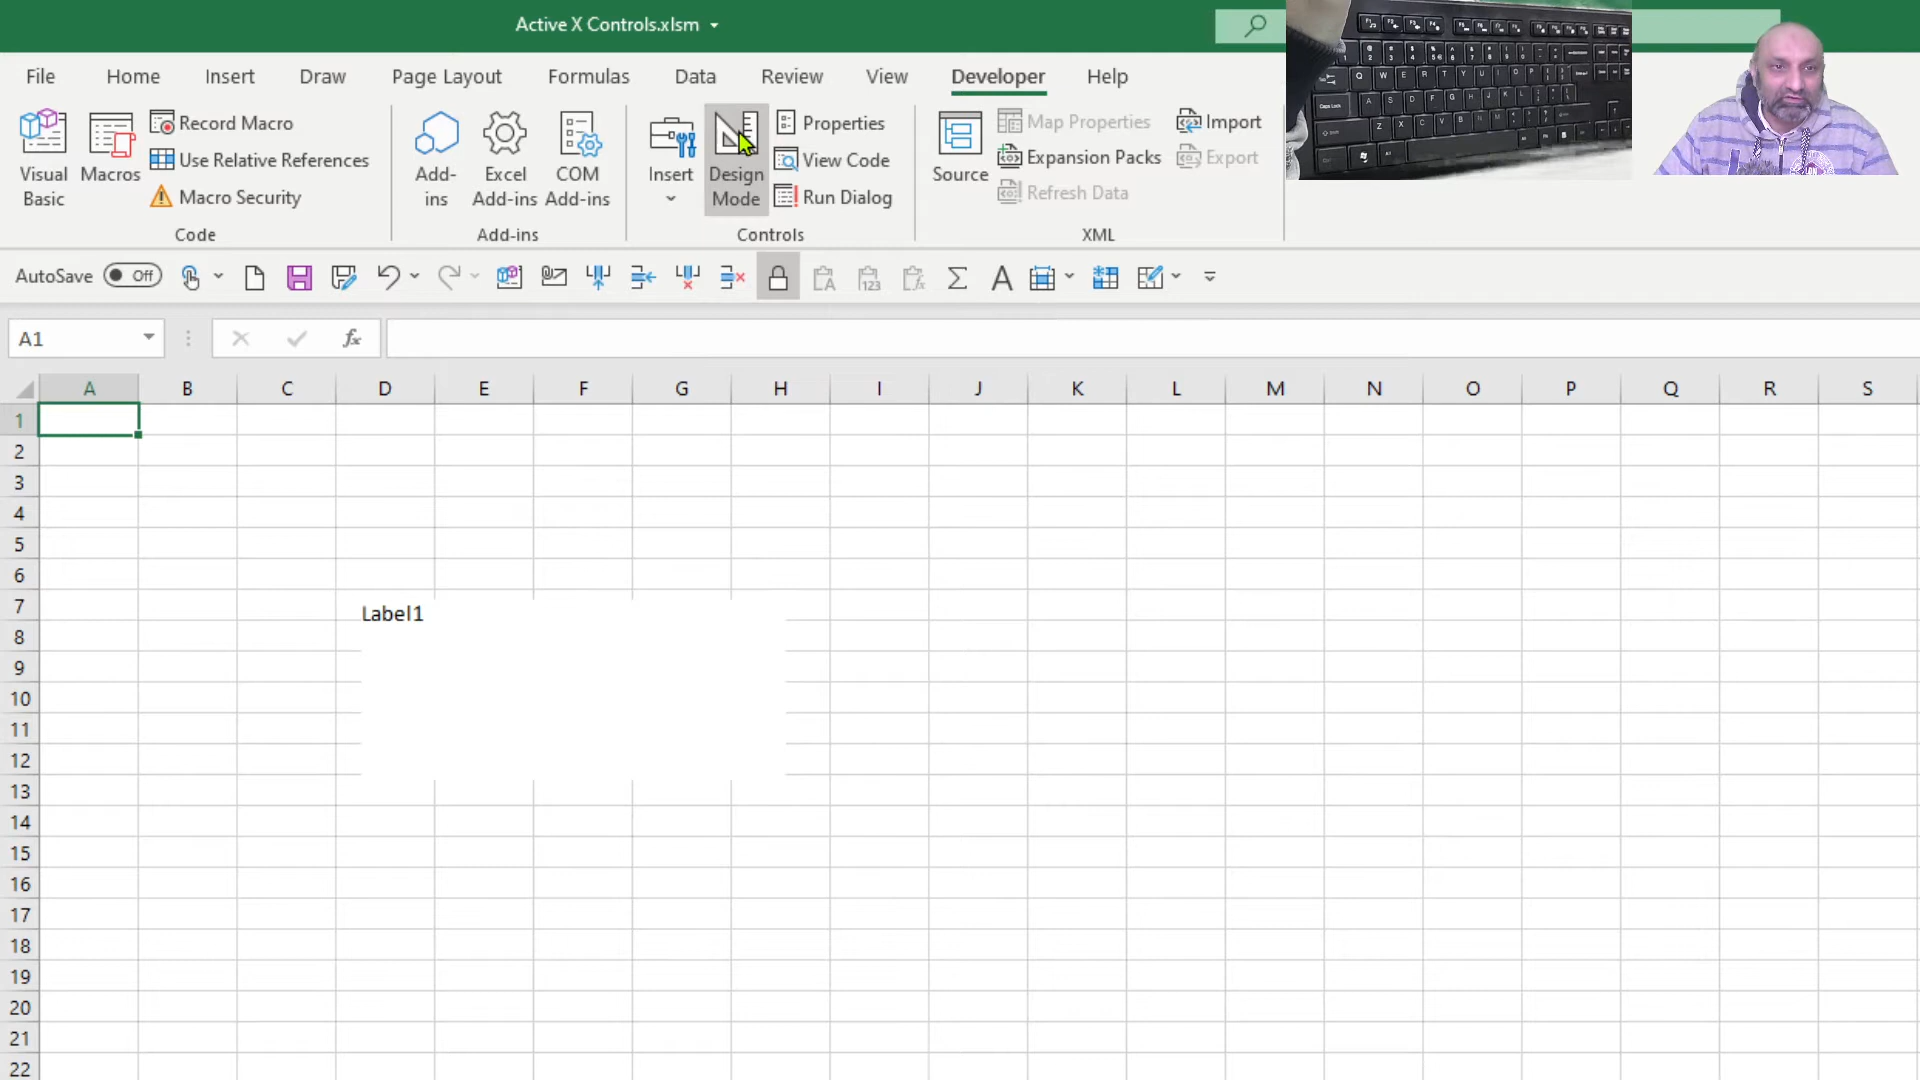 Active X Controls.xlsm
File Home Insert Draw Page Layout Formulas Data Review View Developer Help
Visual Basic
Macros
Record Macro
Use Relative References
Macro Security
Code
Add-ins
Excel Add-ins
COM Add-ins
Add-ins
Insert
Design Mode
Properties
View Code
Run Dialog
Controls
Source
Map Properties
Expansion Packs
Refresh Data
Import
Export
XML
AutoSave Off
A1
fx
A B C D E F G H I J K L M N O P Q R S
1
2
3
4
5
6
7
Label1
8
9
10
11
12
13
14
15
16
17
18
19
20
21
22